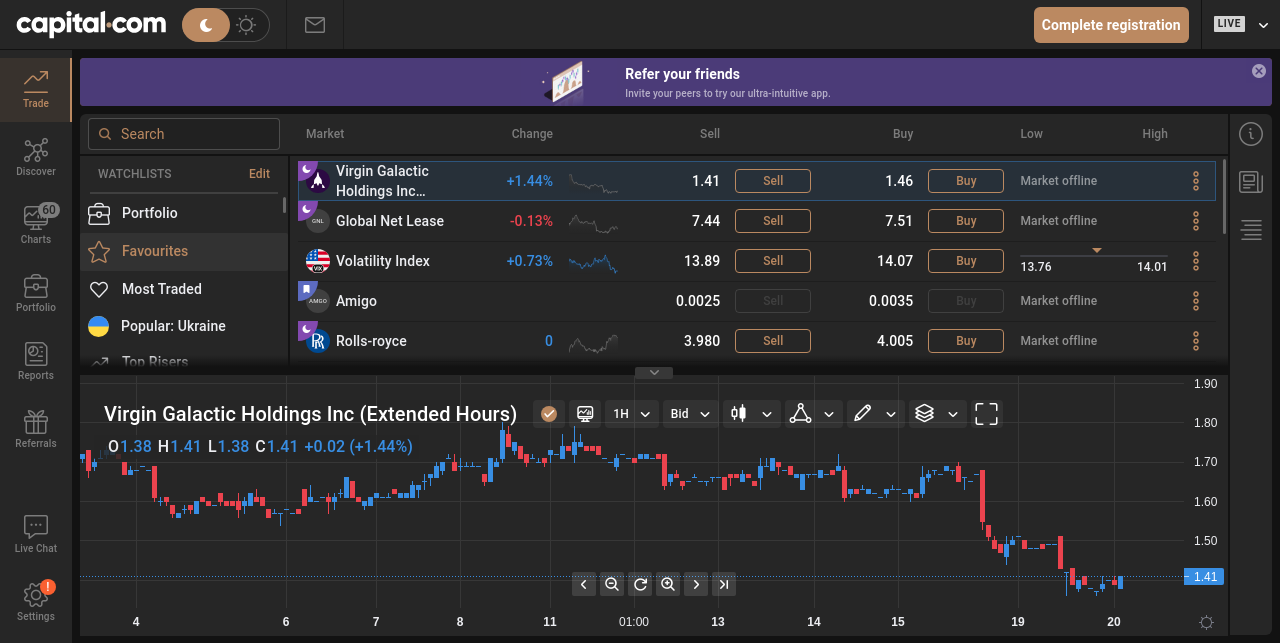 capital.com
Complete registration
LIVE
Trade
Discover
60
Charts
Portfolio
Reports
Referrals
Live Chat
!
Settings
Refer your friends
Invite your peers to try our ultra-intuitive app.
Search
WATCHLISTS Edit
Portfolio
Favourites
Most Traded
Popular: Ukraine
Top Risers
Market Change Sell Buy Low High
Virgin Galactic
Holdings Inc... +1.44% 1.41 Sell 1.46 Buy Market offline
GNL Global Net Lease -0.13% 7.44 Sell 7.51 Buy Market offline
VIX Volatility Index +0.73% 13.89 Sell 14.07 Buy 13.76 14.01
AMGO Amigo 0.0025 Sell 0.0035 Buy Market offline
Rolls-royce 0 3.980 Sell 4.005 Buy Market offline
Virgin Galactic Holdings Inc (Extended Hours) 1H Bid
O1.38 H1.41 L1.38 C1.41 +0.02 (+1.44%)
1.90
1.80
1.70
1.60
1.50
1.41
4 6 7 8 11 01:00 13 14 15 19 20